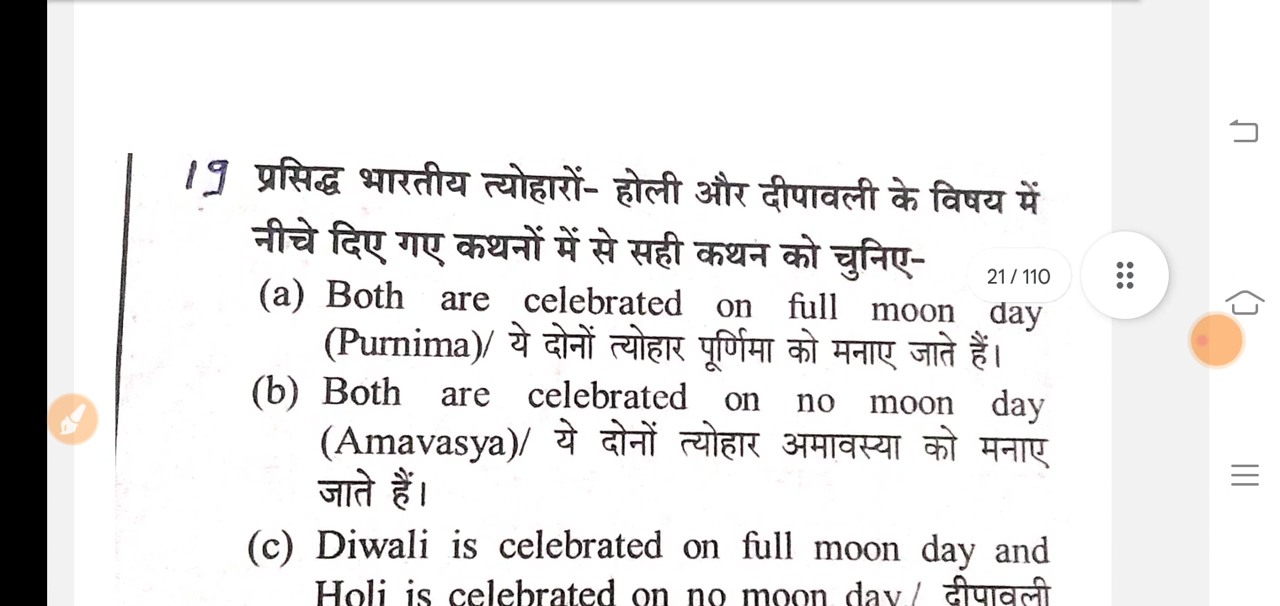 19 प्रसिद्ध भारतीय त्योहारों- होली और दीपावली के विषय में
नीचे दिए गए कथनों में से सही कथन को चुनिए-
21 / 110
(a) Both are celebrated on full moon day
(Purnima)/ ये दोनों त्योहार पूर्णिमा को मनाए जाते हैं।
(b) Both are celebrated on no moon day
(Amavasya)/ ये दोनों त्योहार अमावस्या को मनाए
जाते हैं।
(c) Diwali is celebrated on full moon day and
Holi is celebrated on no moon day./ दीपावली